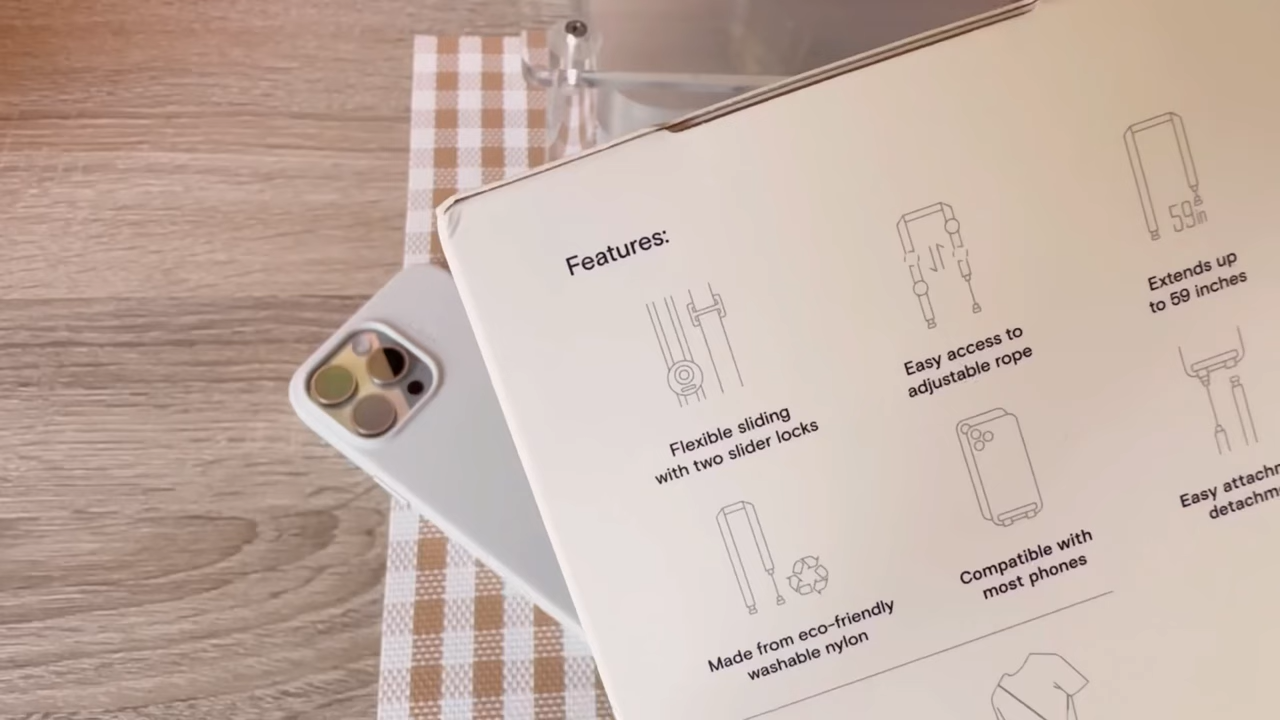 Features:
Flexible sliding
with two slider locks
Easy access to
adjustable rope
59in
Extends up
to 59 inches
Made from eco-friendly
washable nylon
Compatible with
most phones
Easy